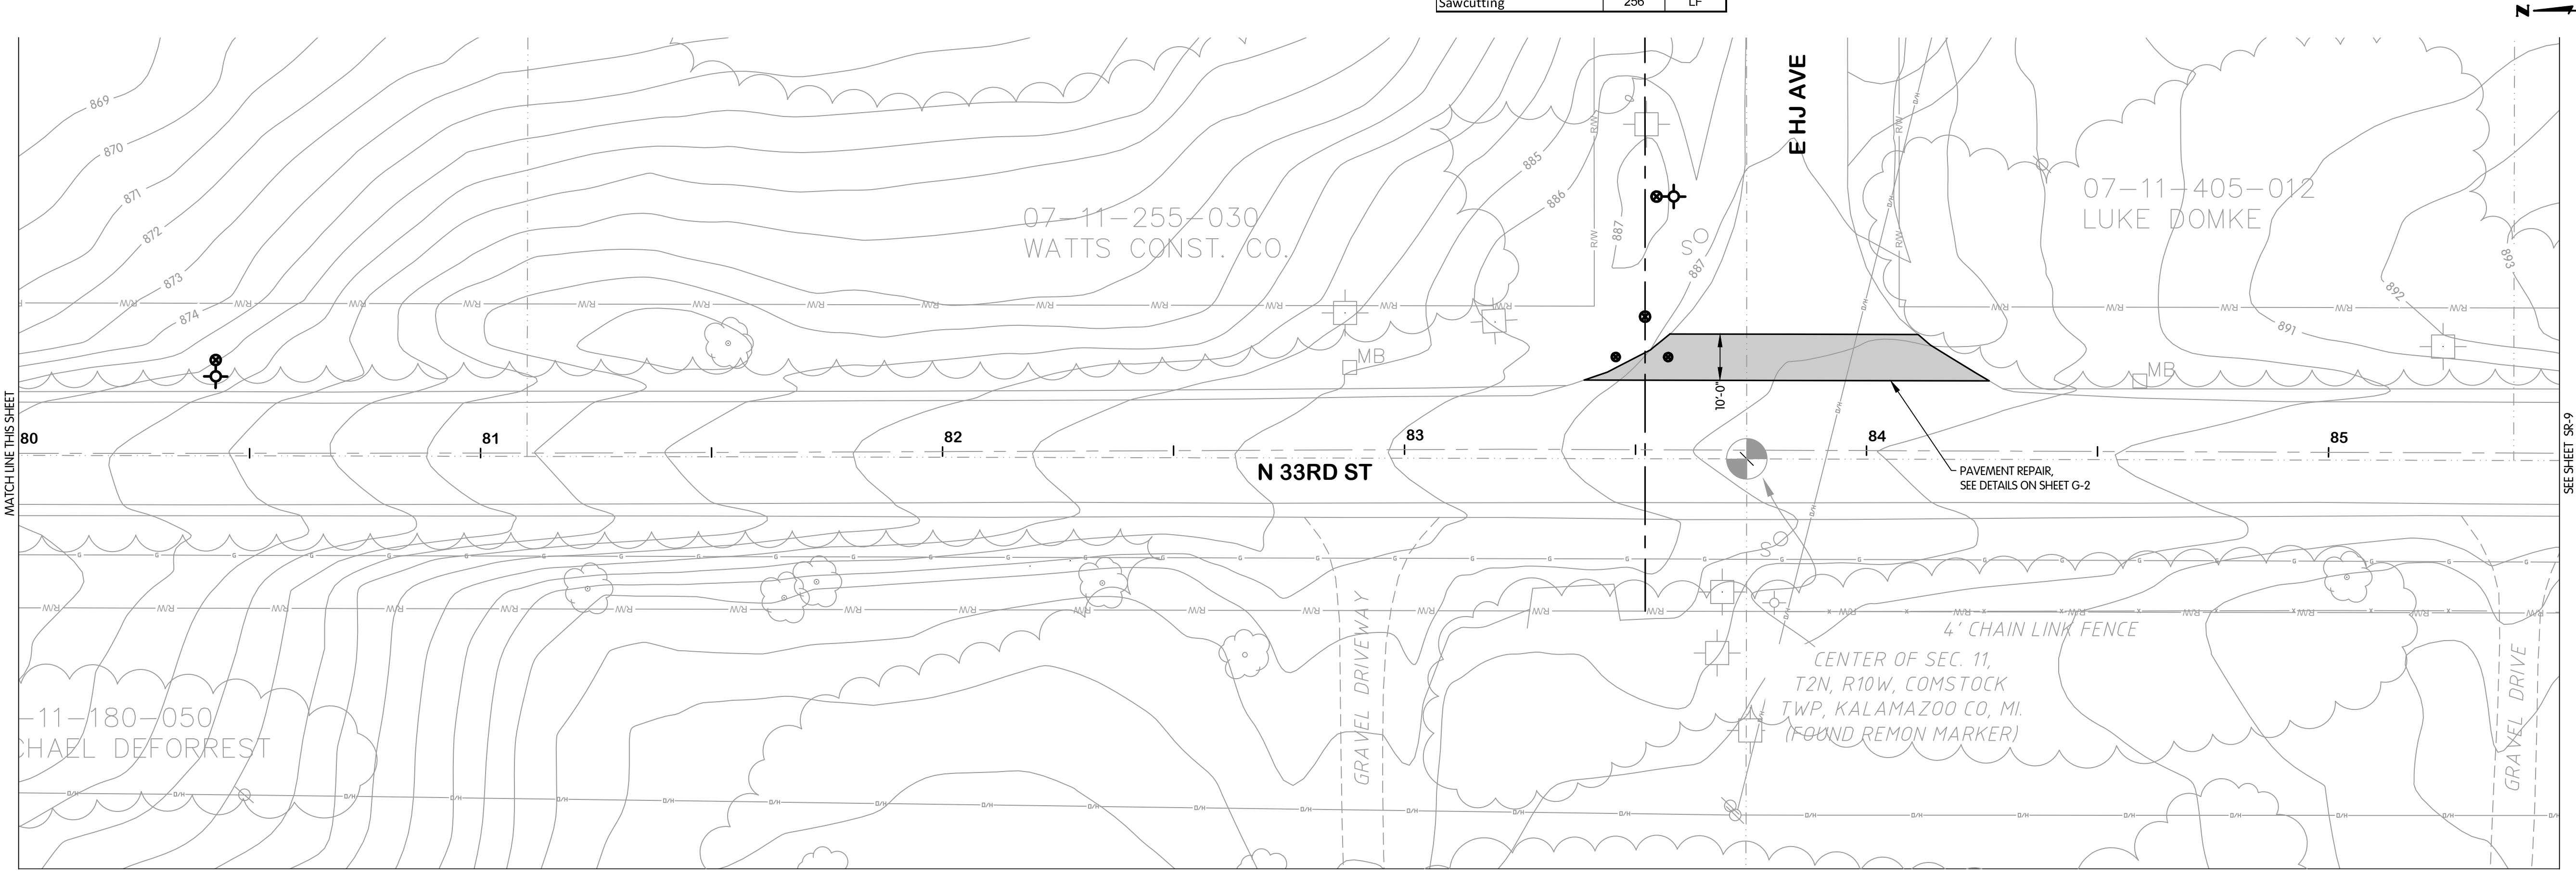 Sawcutting 256 LF
N
869
870
871
872
873
874
07-11-255-030
WATTS CONST. CO.
885
886
887
887
S
E HJ AVE
07-11-405-012
LUKE DOMKE
893
892
891
R/W R/W R/W R/W R/W R/W R/W R/W R/W R/W R/W R/W R/W R/W
R/W
R/W
R/W
R/W
R/W R/W R/W R/W R/W
MB
MB
10'-0"
MATCH LINE THIS SHEET
SEE SHEET SR-9
80 81 82 83 84 85
N 33RD ST
PAVEMENT REPAIR,
SEE DETAILS ON SHEET G-2
S
G G G G G G G G G G G G G G G G G G G G G G G G G G G G G G G G G
R/W R/W R/W R/W R/W R/W R/W R/W R/W R/W R/W R/W R/W R/W R/W R/W R/W R/W R/W R/W R/W R/W
4' CHAIN LINK FENCE
CENTER OF SEC. 11,
T2N, R10W, COMSTOCK
TWP, KALAMAZOO CO, MI.
(FOUND REMON MARKER)
GRAVEL DRIVEWAY
GRAVEL DRIVE
-11-180-050
CHAEL DEFORREST
O/H O/H O/H O/H O/H O/H O/H O/H O/H O/H O/H O/H O/H O/H O/H O/H O/H O/H O/H O/H O/H O/H O/H